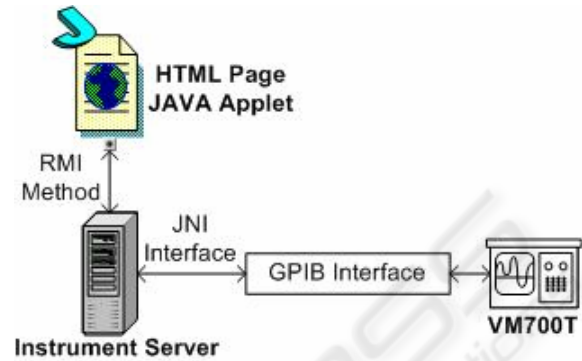 HTML Page
JAVA Applet
RMI
Method
JNI
Interface
GPIB Interface
VM700T
Instrument Server